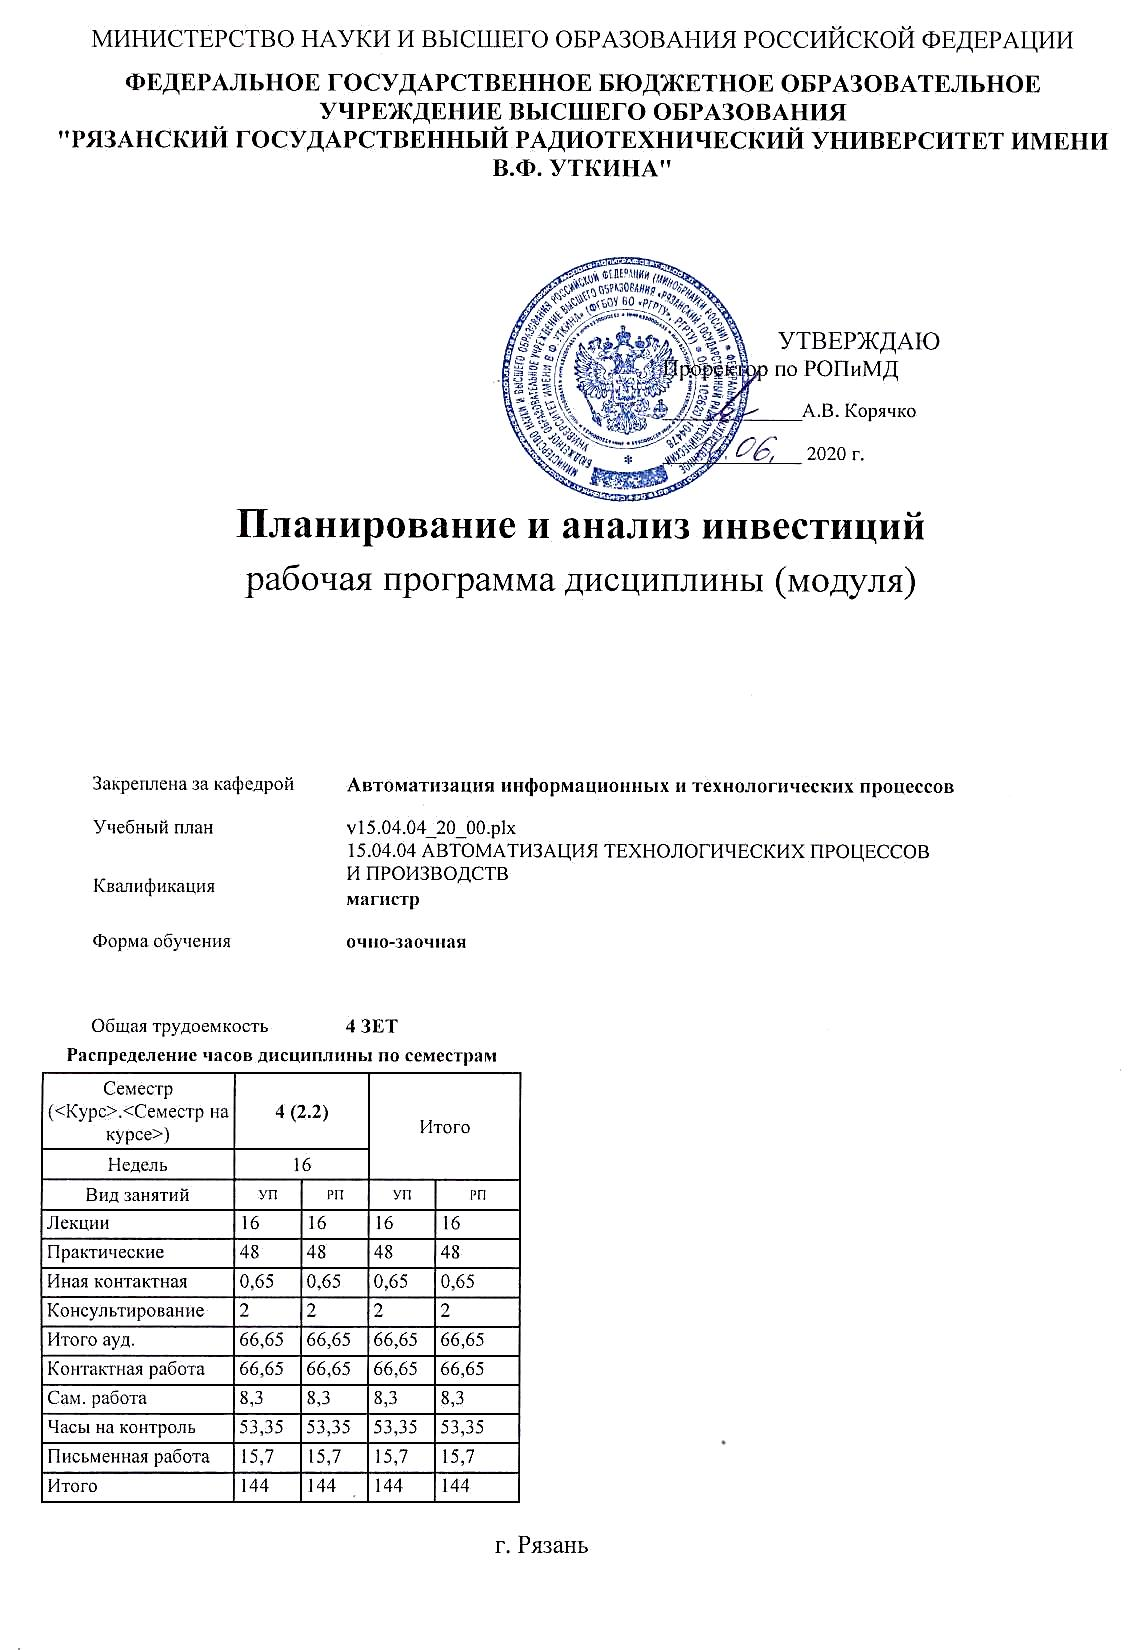 МИНИСТЕРСТВО НАУКИ И ВЫСШЕГО ОБРАЗОВАНИЯ РОССИЙСКОЙ ФЕДЕРАЦИИ
ФЕДЕРАЛЬНОЕ ГОСУДАРСТВЕННОЕ БЮДЖЕТНОЕ ОБРАЗОВАТЕЛЬНОЕ
УЧРЕЖДЕНИЕ ВЫСШЕГО ОБРАЗОВАНИЯ
"РЯЗАНСКИЙ ГОСУДАРСТВЕННЫЙ РАДИОТЕХНИЧЕСКИЙ УНИВЕРСИТЕТ ИМЕНИ
В.Ф. УТКИНА"
УТВЕРЖДАЮ
Проректор по РОПиМД
А.В. Корячко
06. 2020 г.
Планирование и анализ инвестиций
рабочая программа дисциплины (модуля)
Закреплена за кафедрой Автоматизация информационных и технологических процессов
Учебный план v15.04.04_20_00.plx
15.04.04 АВТОМАТИЗАЦИЯ ТЕХНОЛОГИЧЕСКИХ ПРОЦЕССОВ
И ПРОИЗВОДСТВ
Квалификация магистр
Форма обучения очно-заочная
Общая трудоемкость 4 ЗЕТ
Распределение часов дисциплины по семестрам
Семестр
(<Курс>.<Семестр на
курсе>) 4 (2.2) Итого
Недель 16
Вид занятий УП РП УП РП
Лекции 16 16 16 16
Практические 48 48 48 48
Иная контактная 0,65 0,65 0,65 0,65
Консультирование 2 2 2 2
Итого ауд. 66,65 66,65 66,65 66,65
Контактная работа 66,65 66,65 66,65 66,65
Сам. работа 8,3 8,3 8,3 8,3
Часы на контроль 53,35 53,35 53,35 53,35
Письменная работа 15,7 15,7 15,7 15,7
Итого 144 144 144 144
г. Рязань